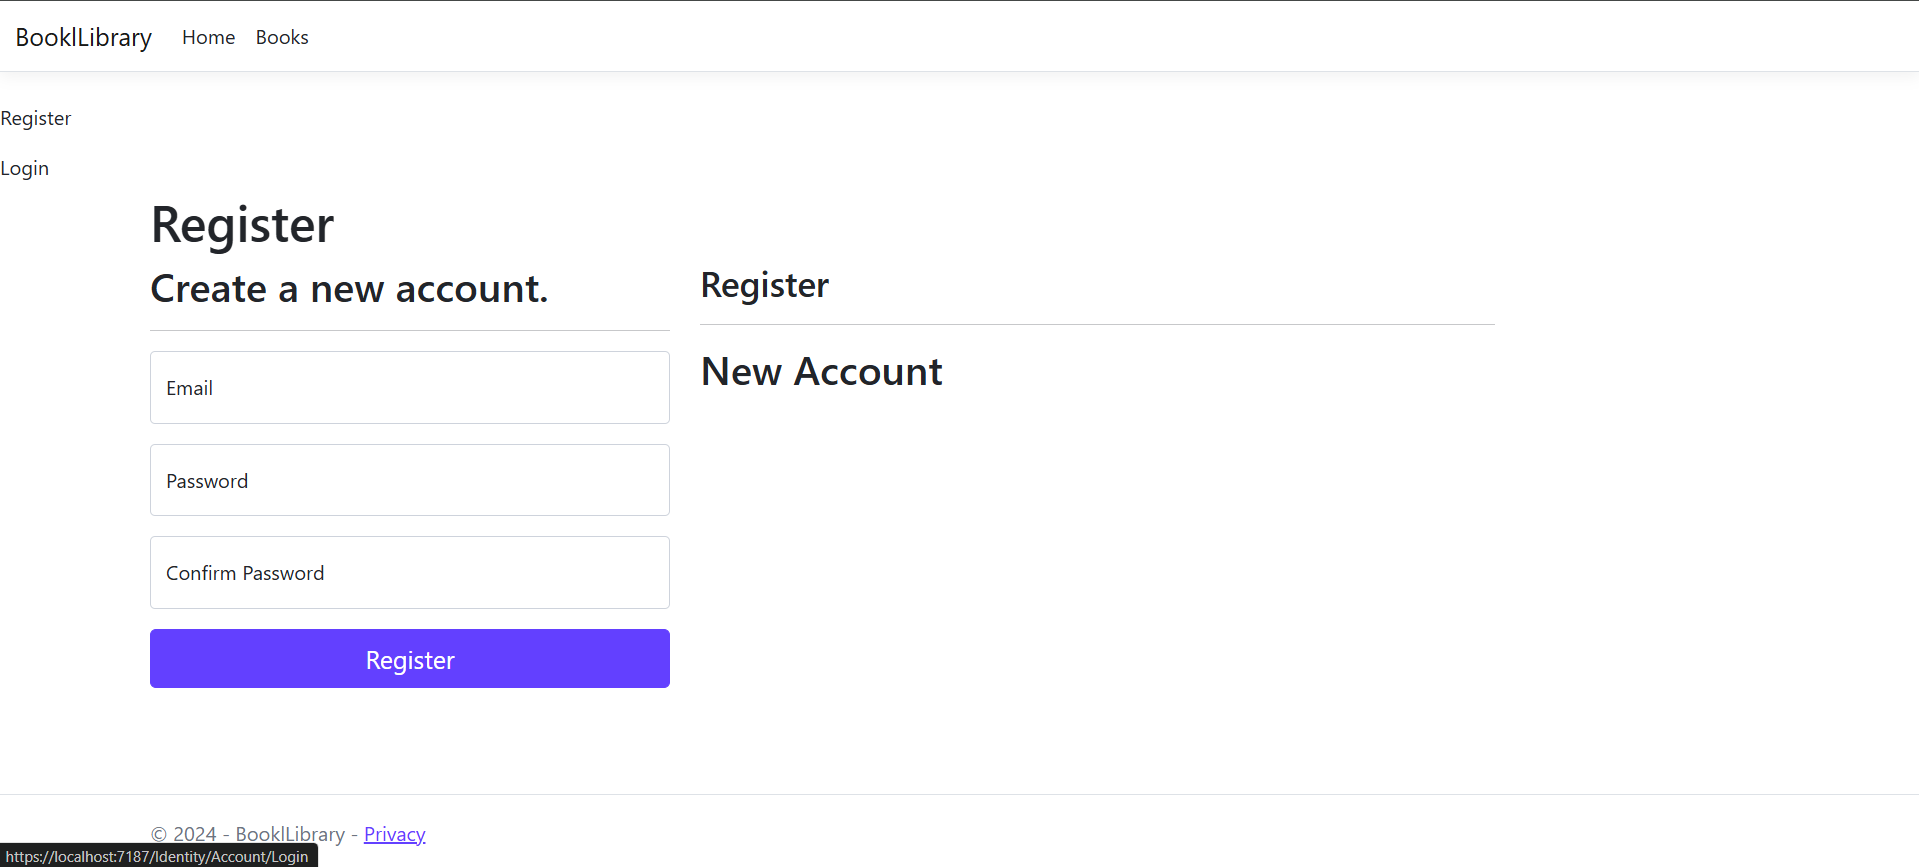 BooklLibrary Home Books
Register
Login
Register
Create a new account.
Email
Password
Confirm Password
Register
Register
New Account
© 2024 - BooklLibrary - Privacy
https://localhost:7187/Identity/Account/Login